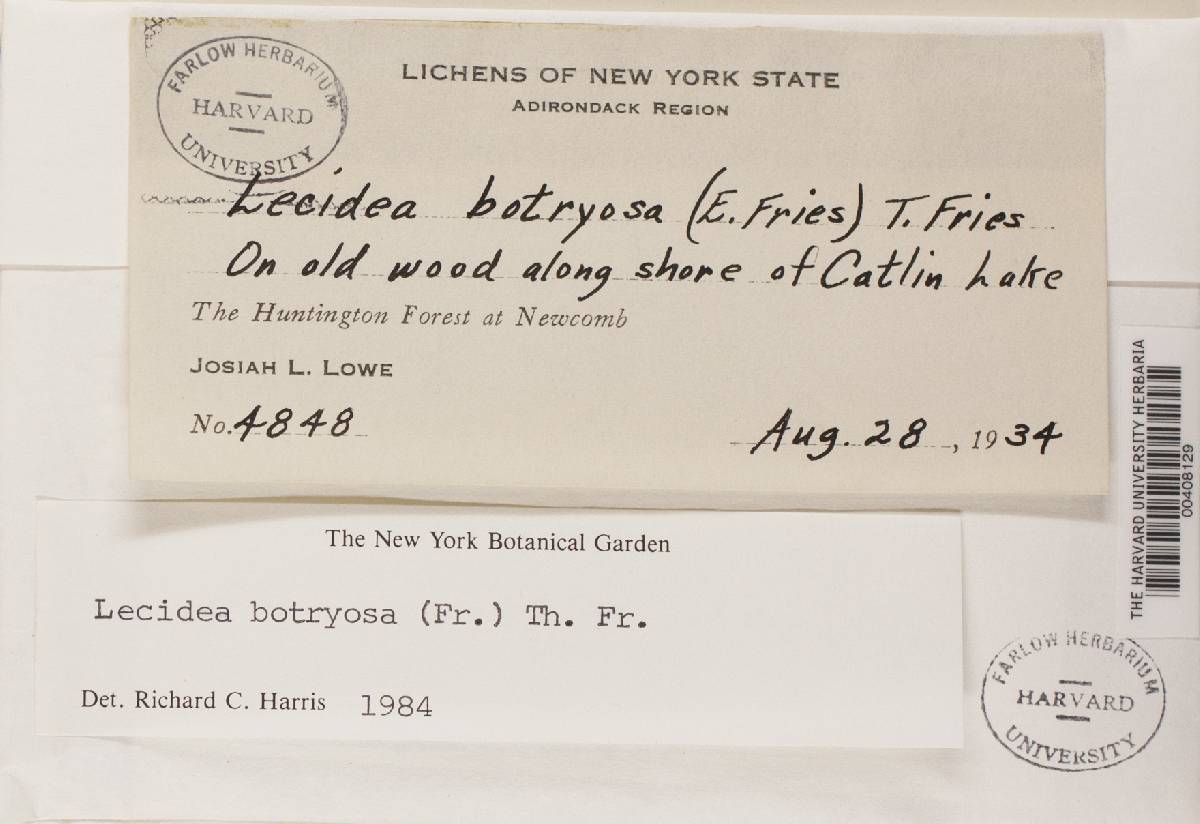 FARLOW HERBARIUM
HARVARD
UNIVERSITY
LICHENS OF NEW YORK STATE
ADIRONDACK REGION
Lecidea botryosa (E. Fries) T. Fries
On old wood along shore of Catlin Lake
The Huntington Forest at Newcomb
JOSIAH L. LOWE
No. 4848
Aug. 28, 1934
THE HARVARD UNIVERSITY HERBARIA
00408129
The New York Botanical Garden
Lecidea botryosa (Fr.) Th. Fr.
Det. Richard C. Harris 1984
FARLOW HERBARIUM
HARVARD
UNIVERSITY